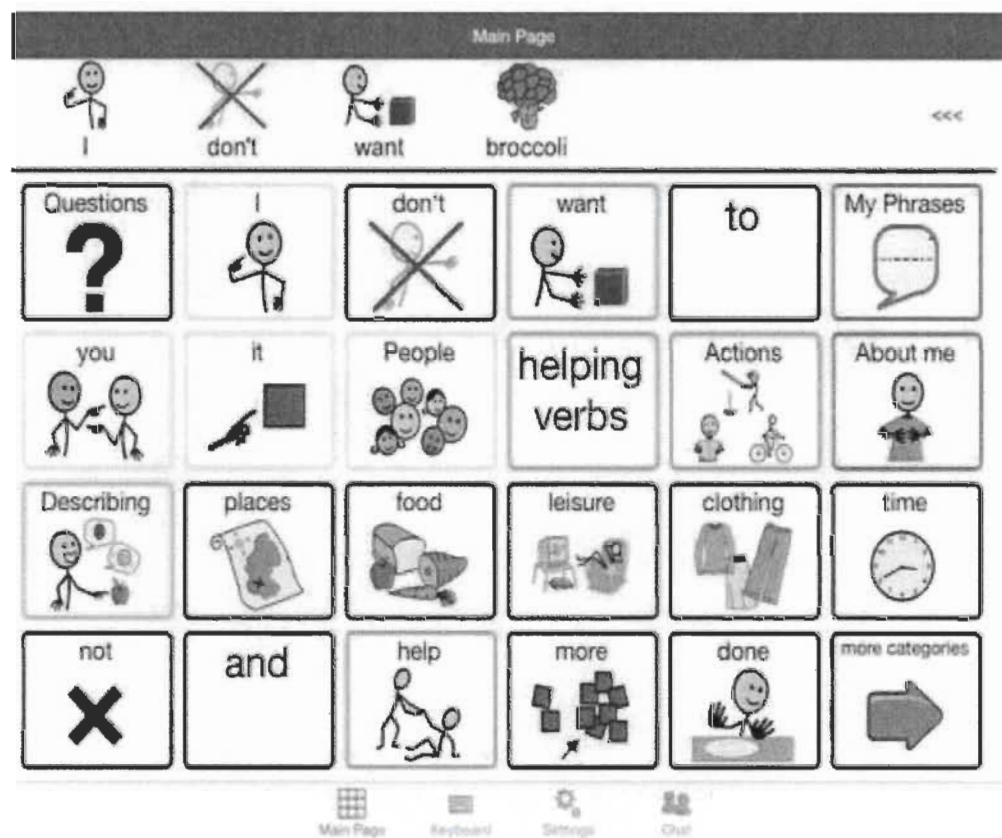 Main Page
I don't want broccoli
<<<
Questions I don't want to My Phrases
you it People helping verbs Actions About me
Describing places food leisure clothing time
not and help more done more categories
Main Page Keyboard Settings Chat